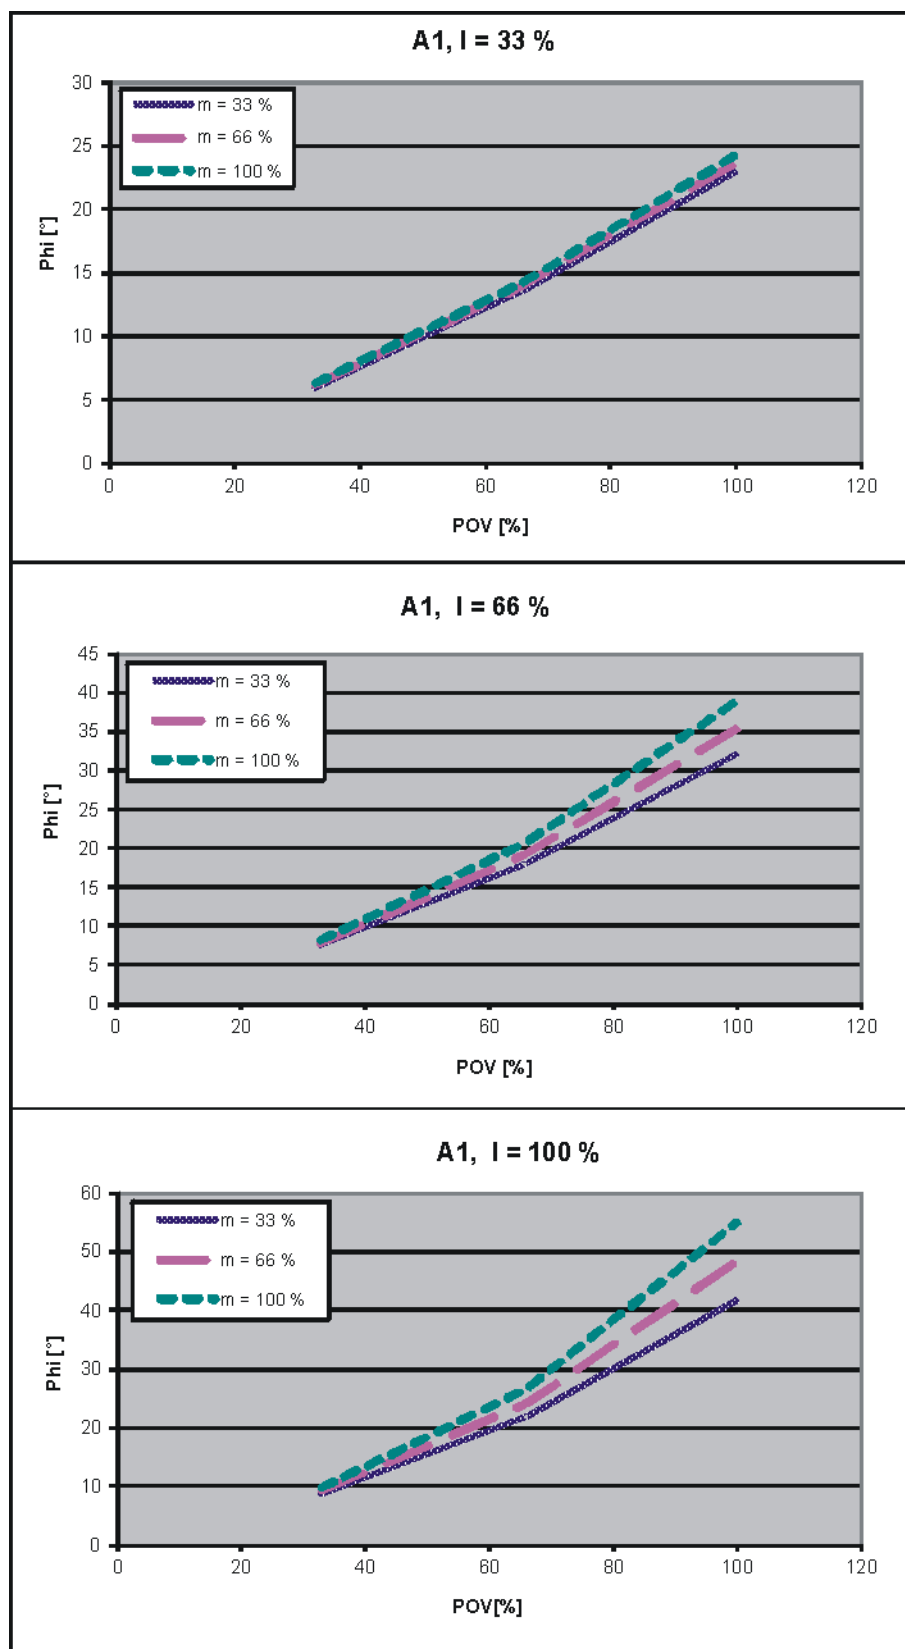 A1, I = 33 %
30
m = 33 %
25
m = 66 %
m = 100 %
20
Phi [°]
15
10
5
0
0 20 40 60 80 100 120
POV [%]
A1, I = 66 %
45
m = 33 %
40
m = 66 %
35
m = 100 %
30
Phi [°]
25
20
15
10
5
0
0 20 40 60 80 100 120
POV [%]
A1, I = 100 %
60
m = 33 %
50
m = 66 %
m = 100 %
40
Phi [°]
30
20
10
0
0 20 40 60 80 100 120
POV[%]